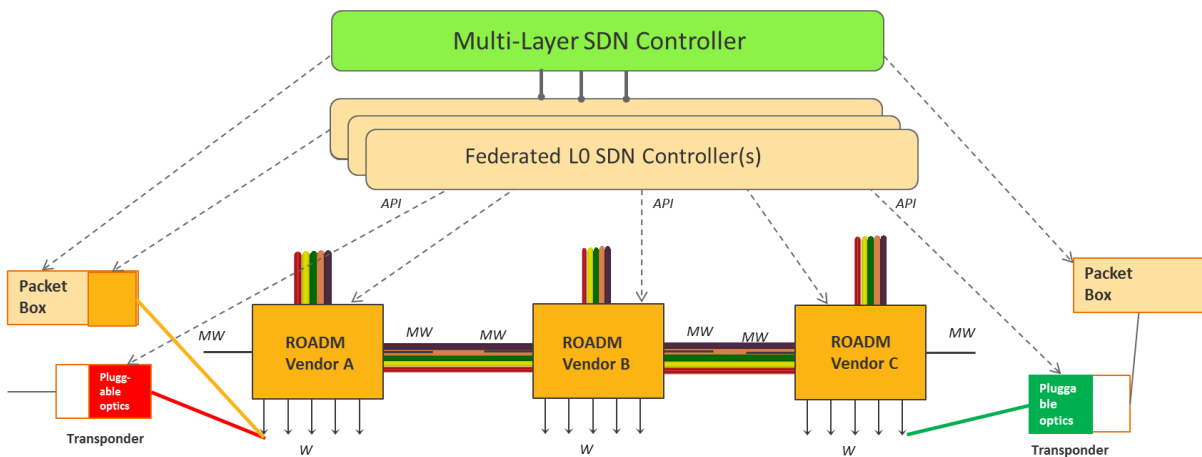 Multi-Layer SDN Controller
Federated L0 SDN Controller(s)
API
API
API
Packet
Box
Packet
Box
MW
ROADM
Vendor A
MW
MW
ROADM
Vendor B
MW
MW
ROADM
Vendor C
MW
Plugg-
able
optics
Transponder
Plugga
ble
optics
Transponder
W
W
W